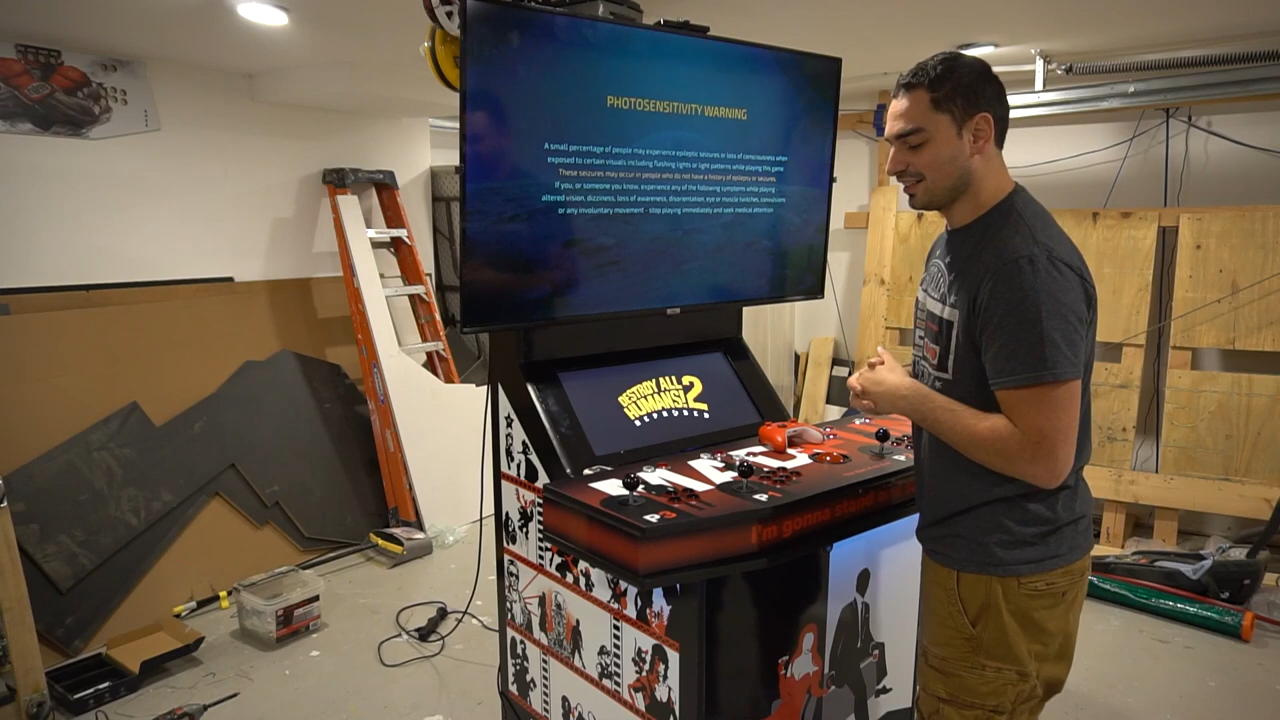 PHOTOSENSITIVITY WARNING
A small percentage of people may experience epileptic seizures or loss of consciousness when
exposed to certain visuals including flashing lights or light patterns while playing this game
These seizures may occur in people who do not have a history of epilepsy or seizures.
If you, or someone you know, experience any of the following symptoms while playing -
altered vision, dizziness, loss of awareness, disorientation, eye or muscle twitches, convulsions
or any involuntary movement - stop playing immediately and seek medical attention
DESTROY ALL
HUMANS! 2
REPROBED
MAD
P3
P1
P
I'm gonna stand